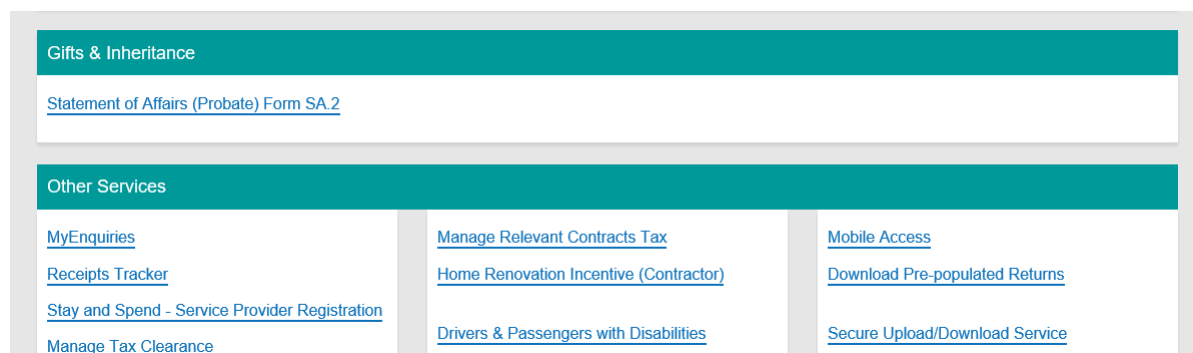 Gifts & Inheritance
Statement of Affairs (Probate) Form SA.2
Other Services
MyEnquiries
Receipts Tracker
Stay and Spend - Service Provider Registration
Manage Tax Clearance
Manage Relevant Contracts Tax
Home Renovation Incentive (Contractor)
Drivers & Passengers with Disabilities
Mobile Access
Download Pre-populated Returns
Secure Upload/Download Service